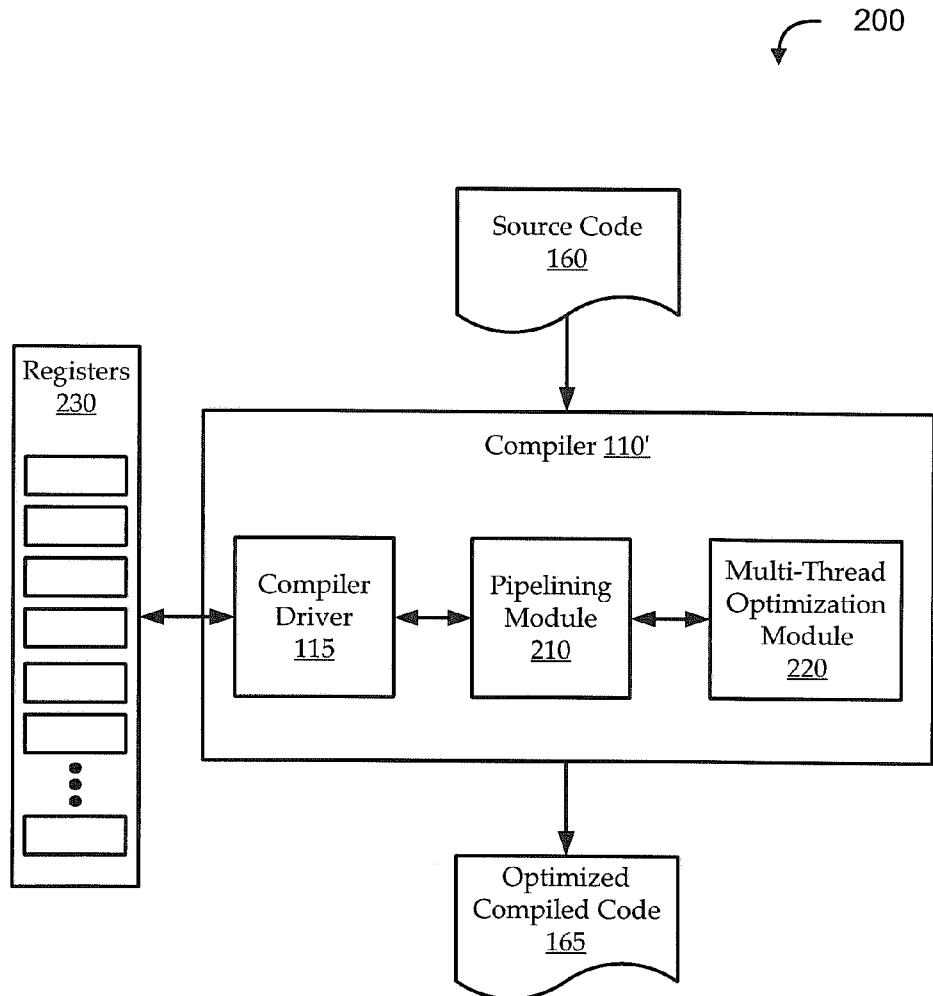 200
Source Code
160
Registers
230
Compiler 110'
Compiler
Driver
115
Pipelining
Module
210
Multi-Thread
Optimization
Module
220
Optimized
Compiled Code
165